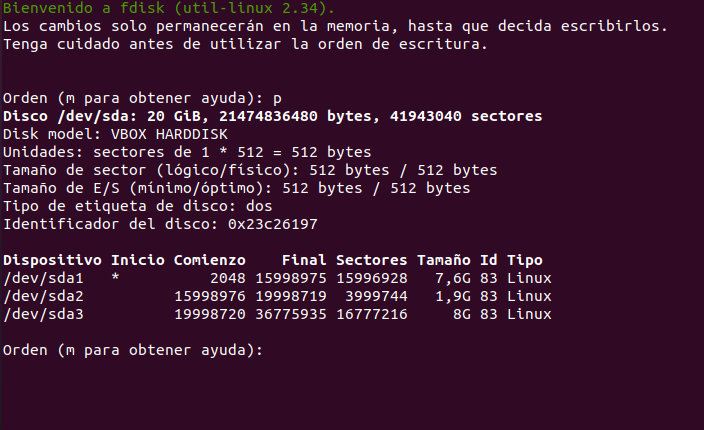 Bienvenido a fdisk (util-linux 2.34).
Los cambios solo permanecerán en la memoria, hasta que decida escribirlos.
Tenga cuidado antes de utilizar la orden de escritura.
Orden (m para obtener ayuda): p
Disco /dev/sda: 20 GiB, 21474836480 bytes, 41943040 sectores
Disk model: VBOX HARDDISK
Unidades: sectores de 1 * 512 = 512 bytes
Tamaño de sector (lógico/físico): 512 bytes / 512 bytes
Tamaño de E/S (mínimo/óptimo): 512 bytes / 512 bytes
Tipo de etiqueta de disco: dos
Identificador del disco: 0x23c26197
Dispositivo Inicio Comienzo    Final Sectores Tamaño Id Tipo
/dev/sda1   *          2048 15998975 15996928   7,6G 83 Linux
/dev/sda2          15998976 19998719  3999744   1,9G 83 Linux
/dev/sda3          19998720 36775935 16777216     8G 83 Linux
Orden (m para obtener ayuda):